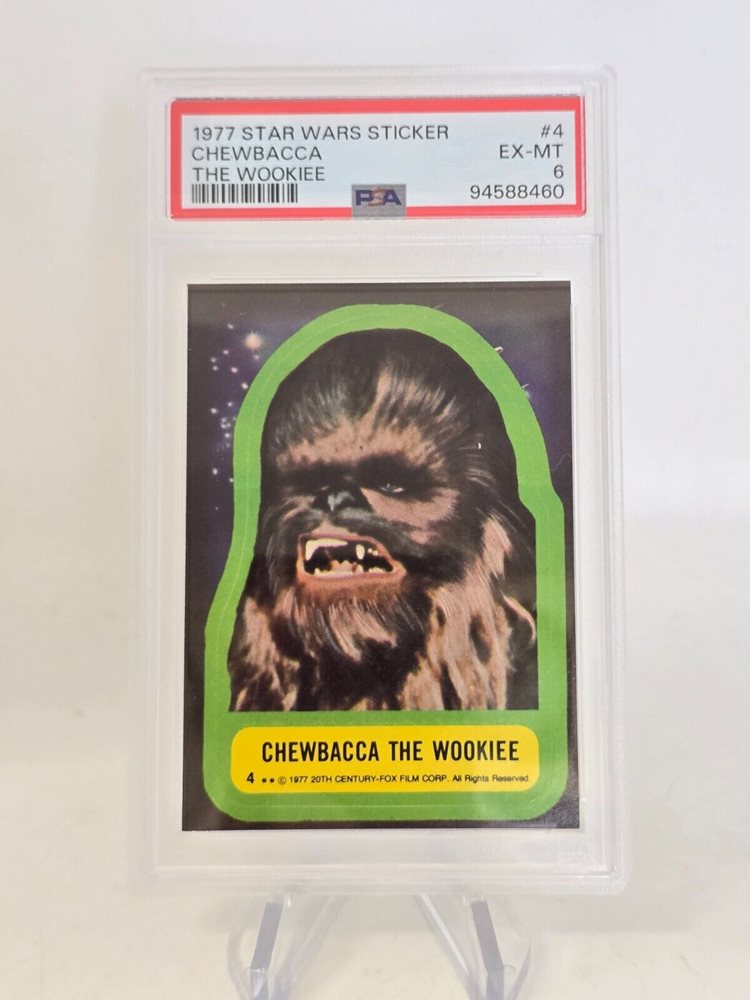 1977 STAR WARS STICKER #4
CHEWBACCA EX-MT
THE WOOKIEE 6
PSA 94588460
CHEWBACCA THE WOOKIEE
4 ★★ © 1977 20TH CENTURY-FOX FILM CORP. All Rights Reserved